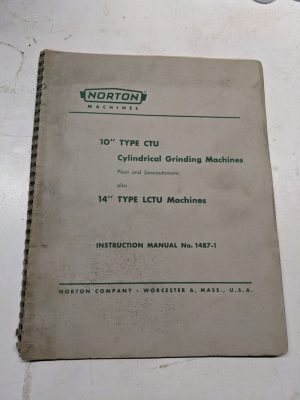 NORTON
MACHINES
10" TYPE CTU
Cylindrical Grinding Machines
Plain and Semiautomatic
also
14" TYPE LCTU Machines
INSTRUCTION MANUAL No. 1487-1
NORTON COMPANY • WORCESTER 6, MASS., U.S.A.